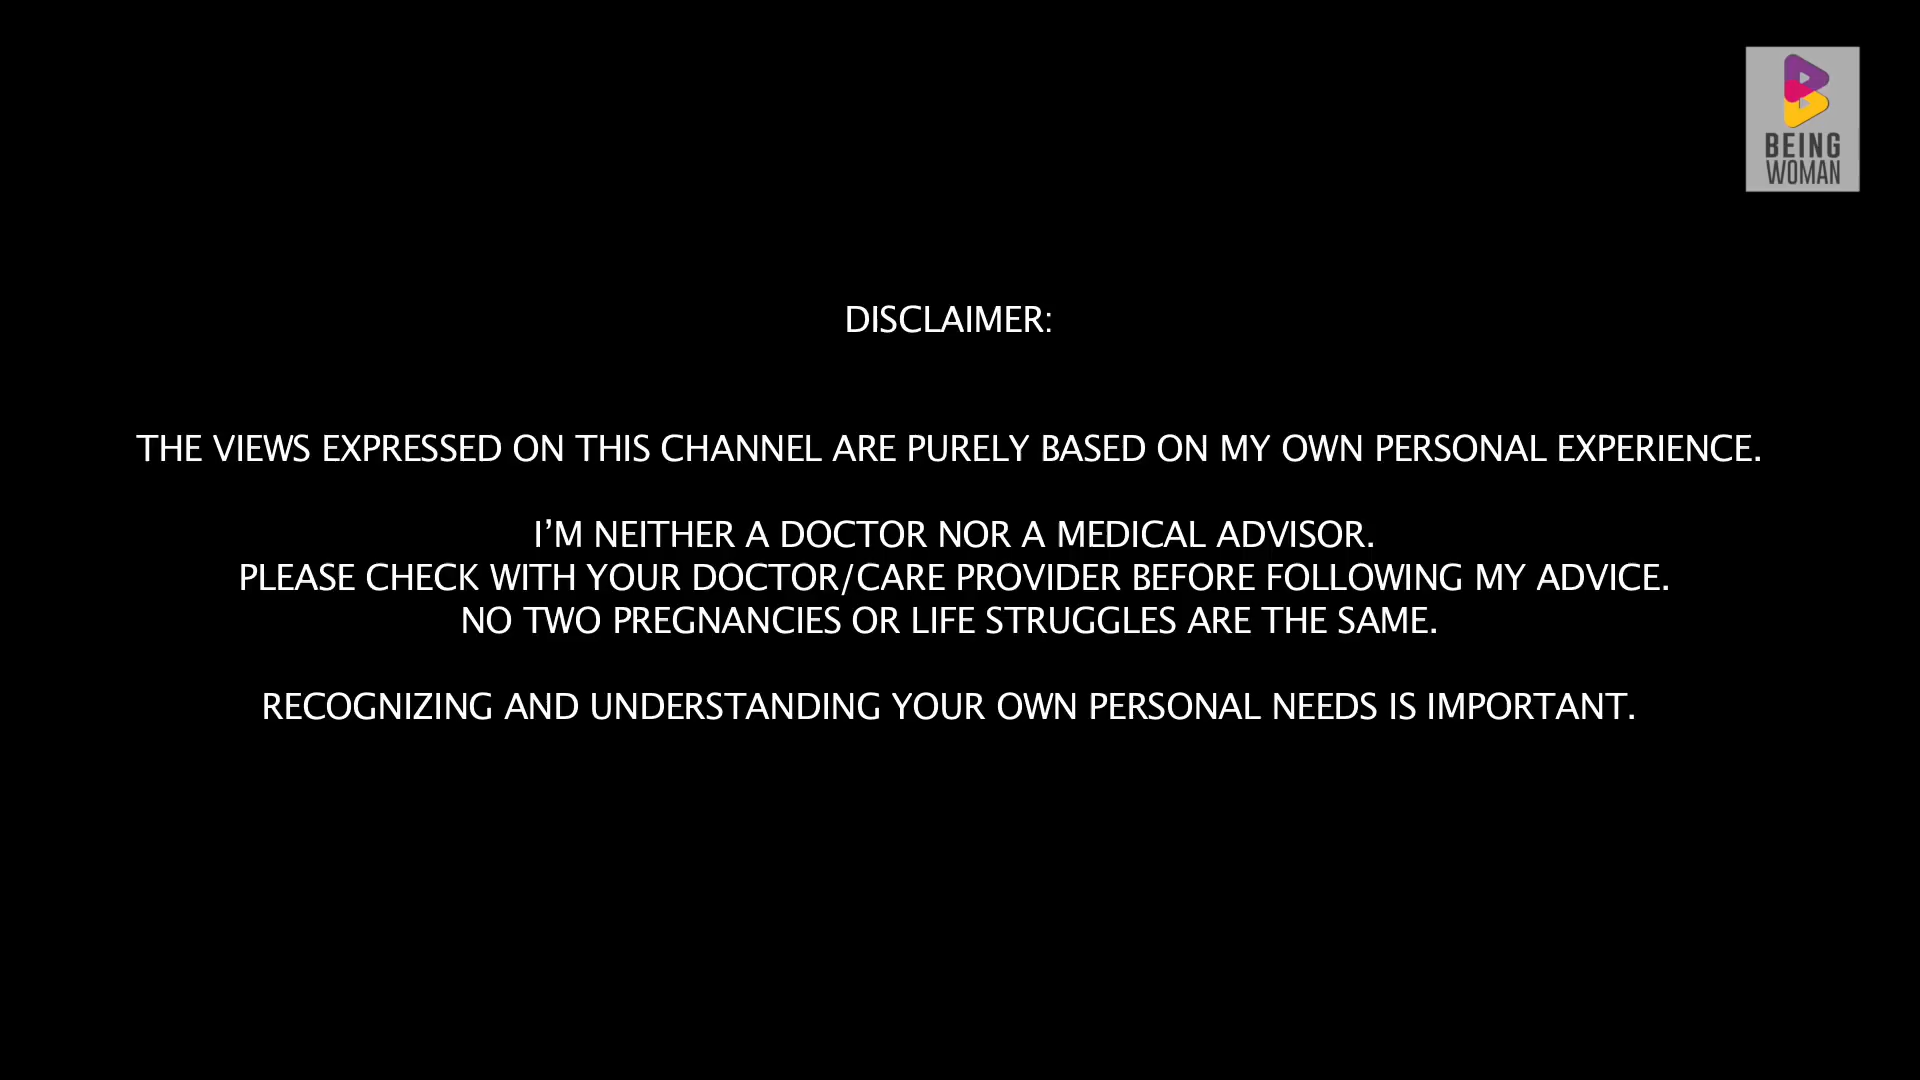 BEING
WOMAN
DISCLAIMER:
THE VIEWS EXPRESSED ON THIS CHANNEL ARE PURELY BASED ON MY OWN PERSONAL EXPERIENCE.
I’M NEITHER A DOCTOR NOR A MEDICAL ADVISOR.
PLEASE CHECK WITH YOUR DOCTOR/CARE PROVIDER BEFORE FOLLOWING MY ADVICE.
NO TWO PREGNANCIES OR LIFE STRUGGLES ARE THE SAME.
RECOGNIZING AND UNDERSTANDING YOUR OWN PERSONAL NEEDS IS IMPORTANT.